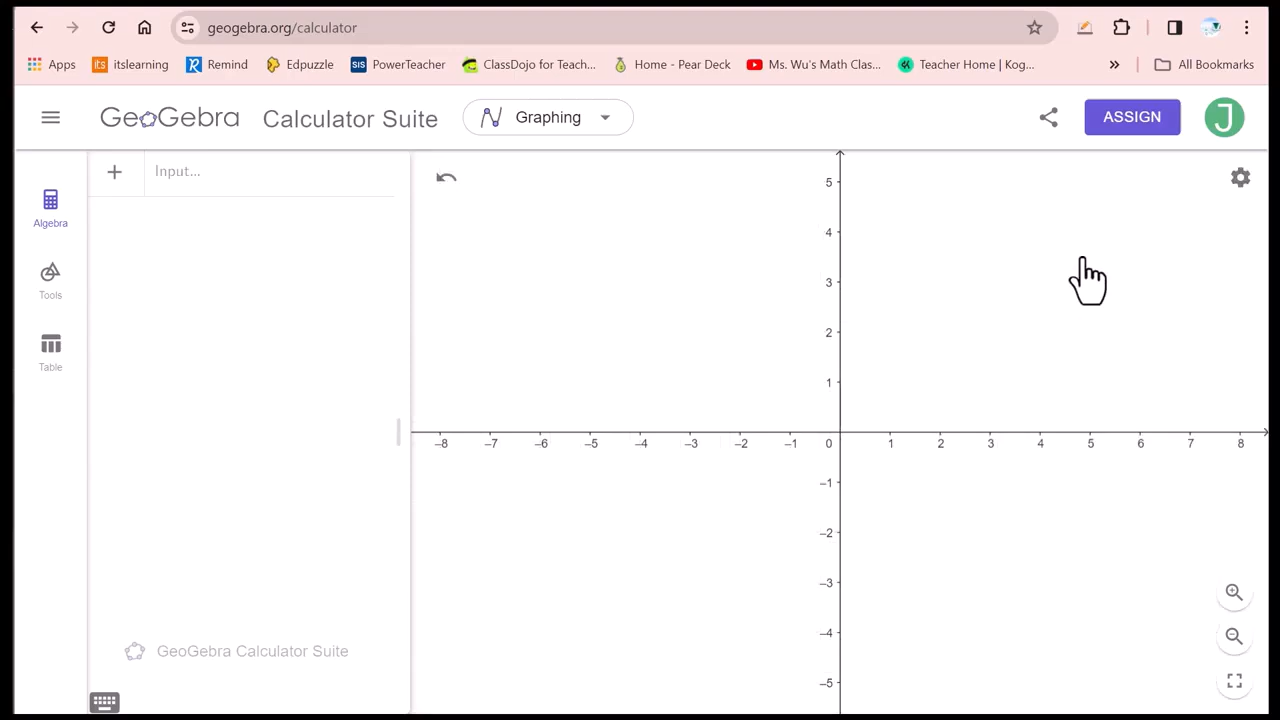 geogebra.org/calculator
Apps itslearning Remind Edpuzzle SIS PowerTeacher ClassDojo for Teach... Home - Pear Deck Ms. Wu's Math Clas... Teacher Home | Kog... » All Bookmarks
GeoGebra Calculator Suite Graphing ASSIGN J
+ Input...
Algebra
Tools
Table
5
4
3
2
1
–8 –7 –6 –5 –4 –3 –2 –1 0 1 2 3 4 5 6 7 8
–1
–2
–3
–4
–5
GeoGebra Calculator Suite